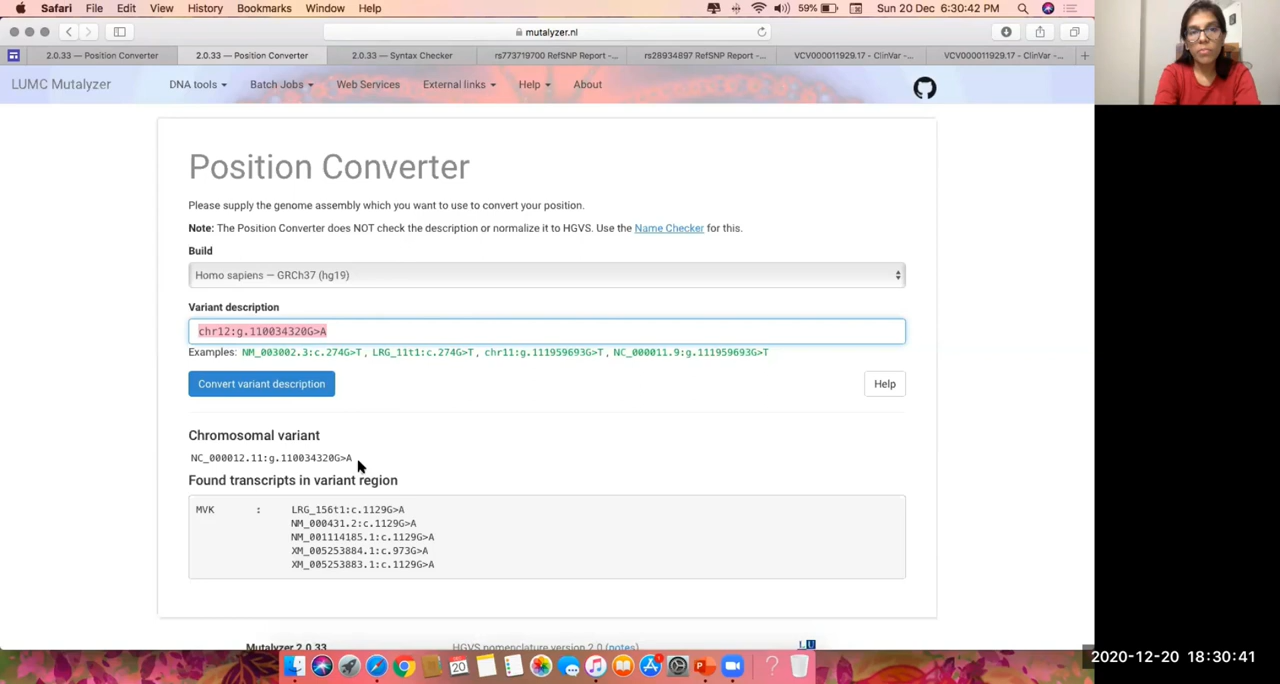 Safari File Edit View History Bookmarks Window Help 59% Sun 20 Dec 6:30:42 PM
mutalyzer.nl
2.0.33 — Position Converter 2.0.33 — Position Converter 2.0.33 — Syntax Checker rs773719700 RefSNP Report -... rs28934897 RefSNP Report -... VCV000011929.17 - ClinVar -... VCV000011929.17 - ClinVar -...
LUMC Mutalyzer DNA tools Batch Jobs Web Services External links Help About
Position Converter
Please supply the genome assembly which you want to use to convert your position.
Note: The Position Converter does NOT check the description or normalize it to HGVS. Use the Name Checker for this.
Build
Homo sapiens — GRCh37 (hg19)
Variant description
chr12:g.110034320G>A
Examples: NM_003002.3:c.274G>T, LRG_11t1:c.274G>T, chr11:g.111959693G>T, NC_000011.9:g.111959693G>T
Convert variant description Help
Chromosomal variant
NC_000012.11:g.110034320G>A
Found transcripts in variant region
MVK : LRG_156t1:c.1129G>A
NM_000431.2:c.1129G>A
NM_001114185.1:c.1129G>A
XM_005253884.1:c.973G>A
XM_005253883.1:c.1129G>A
Mutalyzer 2.0.33 HGVS nomenclature version 2.0 (notes) LU
20
2020-12-20 18:30:41